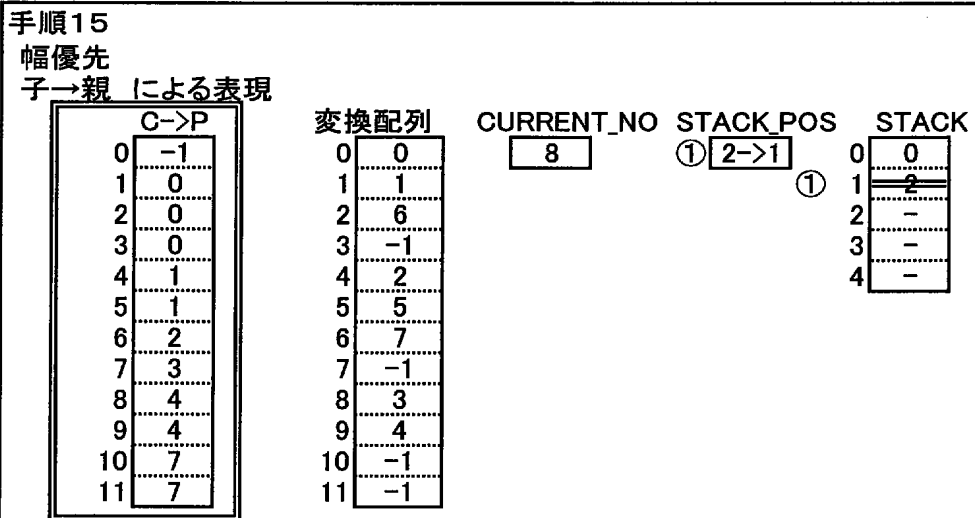 手順15
幅優先
子→親 による表現
C->P 変換配列 CURRENT_NO STACK_POS STACK
0 -1 0 0 8 ① 2->1 0 0
1 0 1 1 ① 1 2
2 0 2 6 2 -
3 0 3 -1 3 -
4 1 4 2 4 -
5 1 5 5
6 2 6 7
7 3 7 -1
8 4 8 3
9 4 9 4
10 7 10 -1
11 7 11 -1